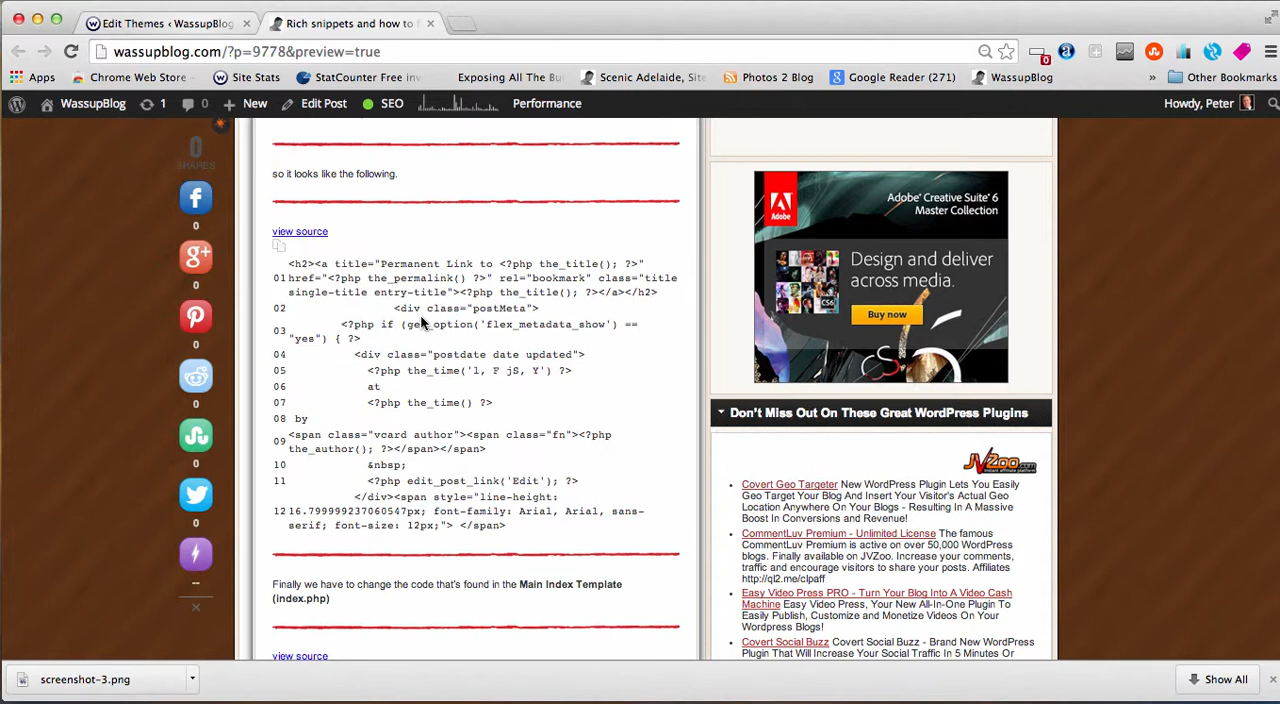 Edit Themes ‹ WassupBlog
Rich snippets and how to f
wassupblog.com/?p=9778&preview=true
Apps
Chrome Web Store
Site Stats
StatCounter Free inv
Exposing All The Bu
Scenic Adelaide, Se
Photos 2 Blog
Google Reader (271)
WassupBlog
»
Other Bookmarks
WassupBlog
1
0
New
Edit Post
SEO
Performance
Howdy, Peter
0
SHARES
0
0
0
0
0
0
--
so it looks like the following.
view source
<h2><a title="Permanent Link to <?php the_title(); ?>"
01 href="<?php the_permalink() ?>" rel="bookmark" class="title
single-title entry-title"><?php the_title(); ?></a></h2>
02 <div class="postMeta">
03 <?php if (get_option('flex_metadata_show') ==
"yes") { ?>
04 <div class="postdate date updated">
05 <?php the_time('l, F jS, Y') ?>
06 at
07 <?php the_time() ?>
08 by
09 <span class="vcard author"><span class="fn"><?php
the_author(); ?></span></span>
10 &nbsp;
11 <?php edit_post_link('Edit'); ?>
</div><span style="line-height:
12 16.799999237060547px; font-family: Arial, Arial, sans-
serif; font-size: 12px;"> </span>
Finally we have to change the code that's found in the Main Index Template
(index.php)
view source
Adobe
Adobe® Creative Suite® 6
Master Collection
CS6
Design and deliver
across media.
Buy now
Don't Miss Out On These Great WordPress Plugins
JVZoo.com
Covert Geo Targeter New WordPress Plugin Lets You Easily
Geo Target Your Blog And Insert Your Visitor's Actual Geo
Location Anywhere On Your Blogs - Resulting In A Massive
Boost In Conversions and Revenue!
CommentLuv Premium - Unlimited License The famous
CommentLuv Premium is active on over 50,000 WordPress
blogs. Finally available on JVZoo. Increase your comments,
traffic and encourage visitors to share your posts. Affiliates
http://ql2.me/clpaff
Easy Video Press PRO - Turn Your Blog Into A Video Cash
Machine Easy Video Press, Your New All-In-One Plugin To
Easily Publish, Customize and Monetize Videos On Your
Wordpress Blogs!
Covert Social Buzz Covert Social Buzz - Brand New WordPress
Plugin That Will Increase Your Social Traffic In 5 Minutes Or
screenshot-3.png
Show All